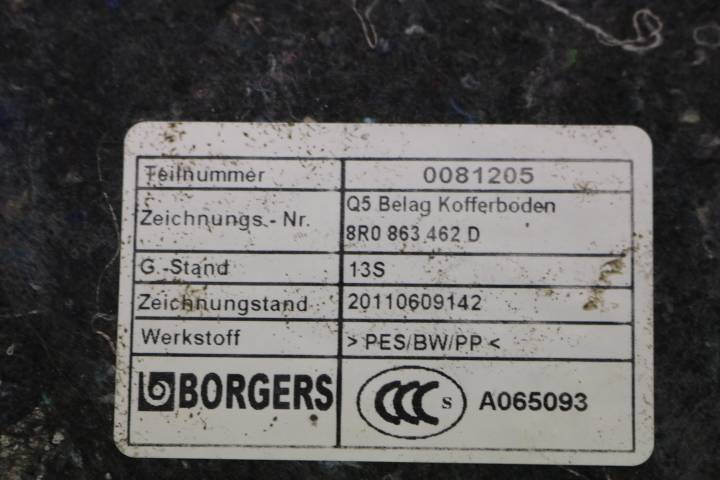 Teilnummer 0081205
Zeichnungs.- Nr. Q5 Belag Kofferboden
8R0 863 462 D
G.-Stand 13S
Zeichnungstand 20110609142
Werkstoff > PES/BW/PP <
BORGERS CCC S A065093